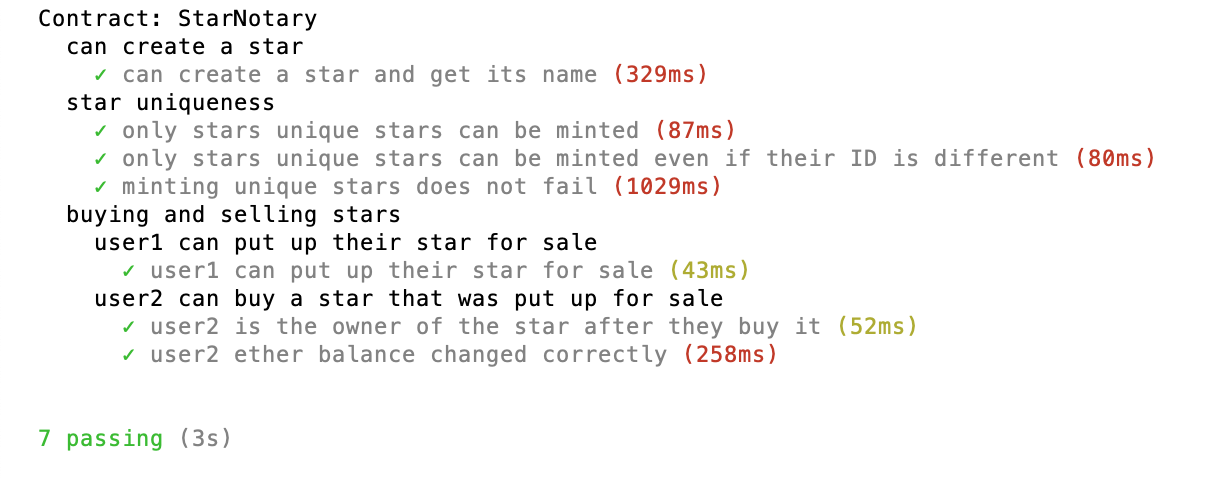 Contract: StarNotary
can create a star
✓ can create a star and get its name (329ms)
star uniqueness
✓ only stars unique stars can be minted (87ms)
✓ only stars unique stars can be minted even if their ID is different (80ms)
✓ minting unique stars does not fail (1029ms)
buying and selling stars
user1 can put up their star for sale
✓ user1 can put up their star for sale (43ms)
user2 can buy a star that was put up for sale
✓ user2 is the owner of the star after they buy it (52ms)
✓ user2 ether balance changed correctly (258ms)
7 passing (3s)